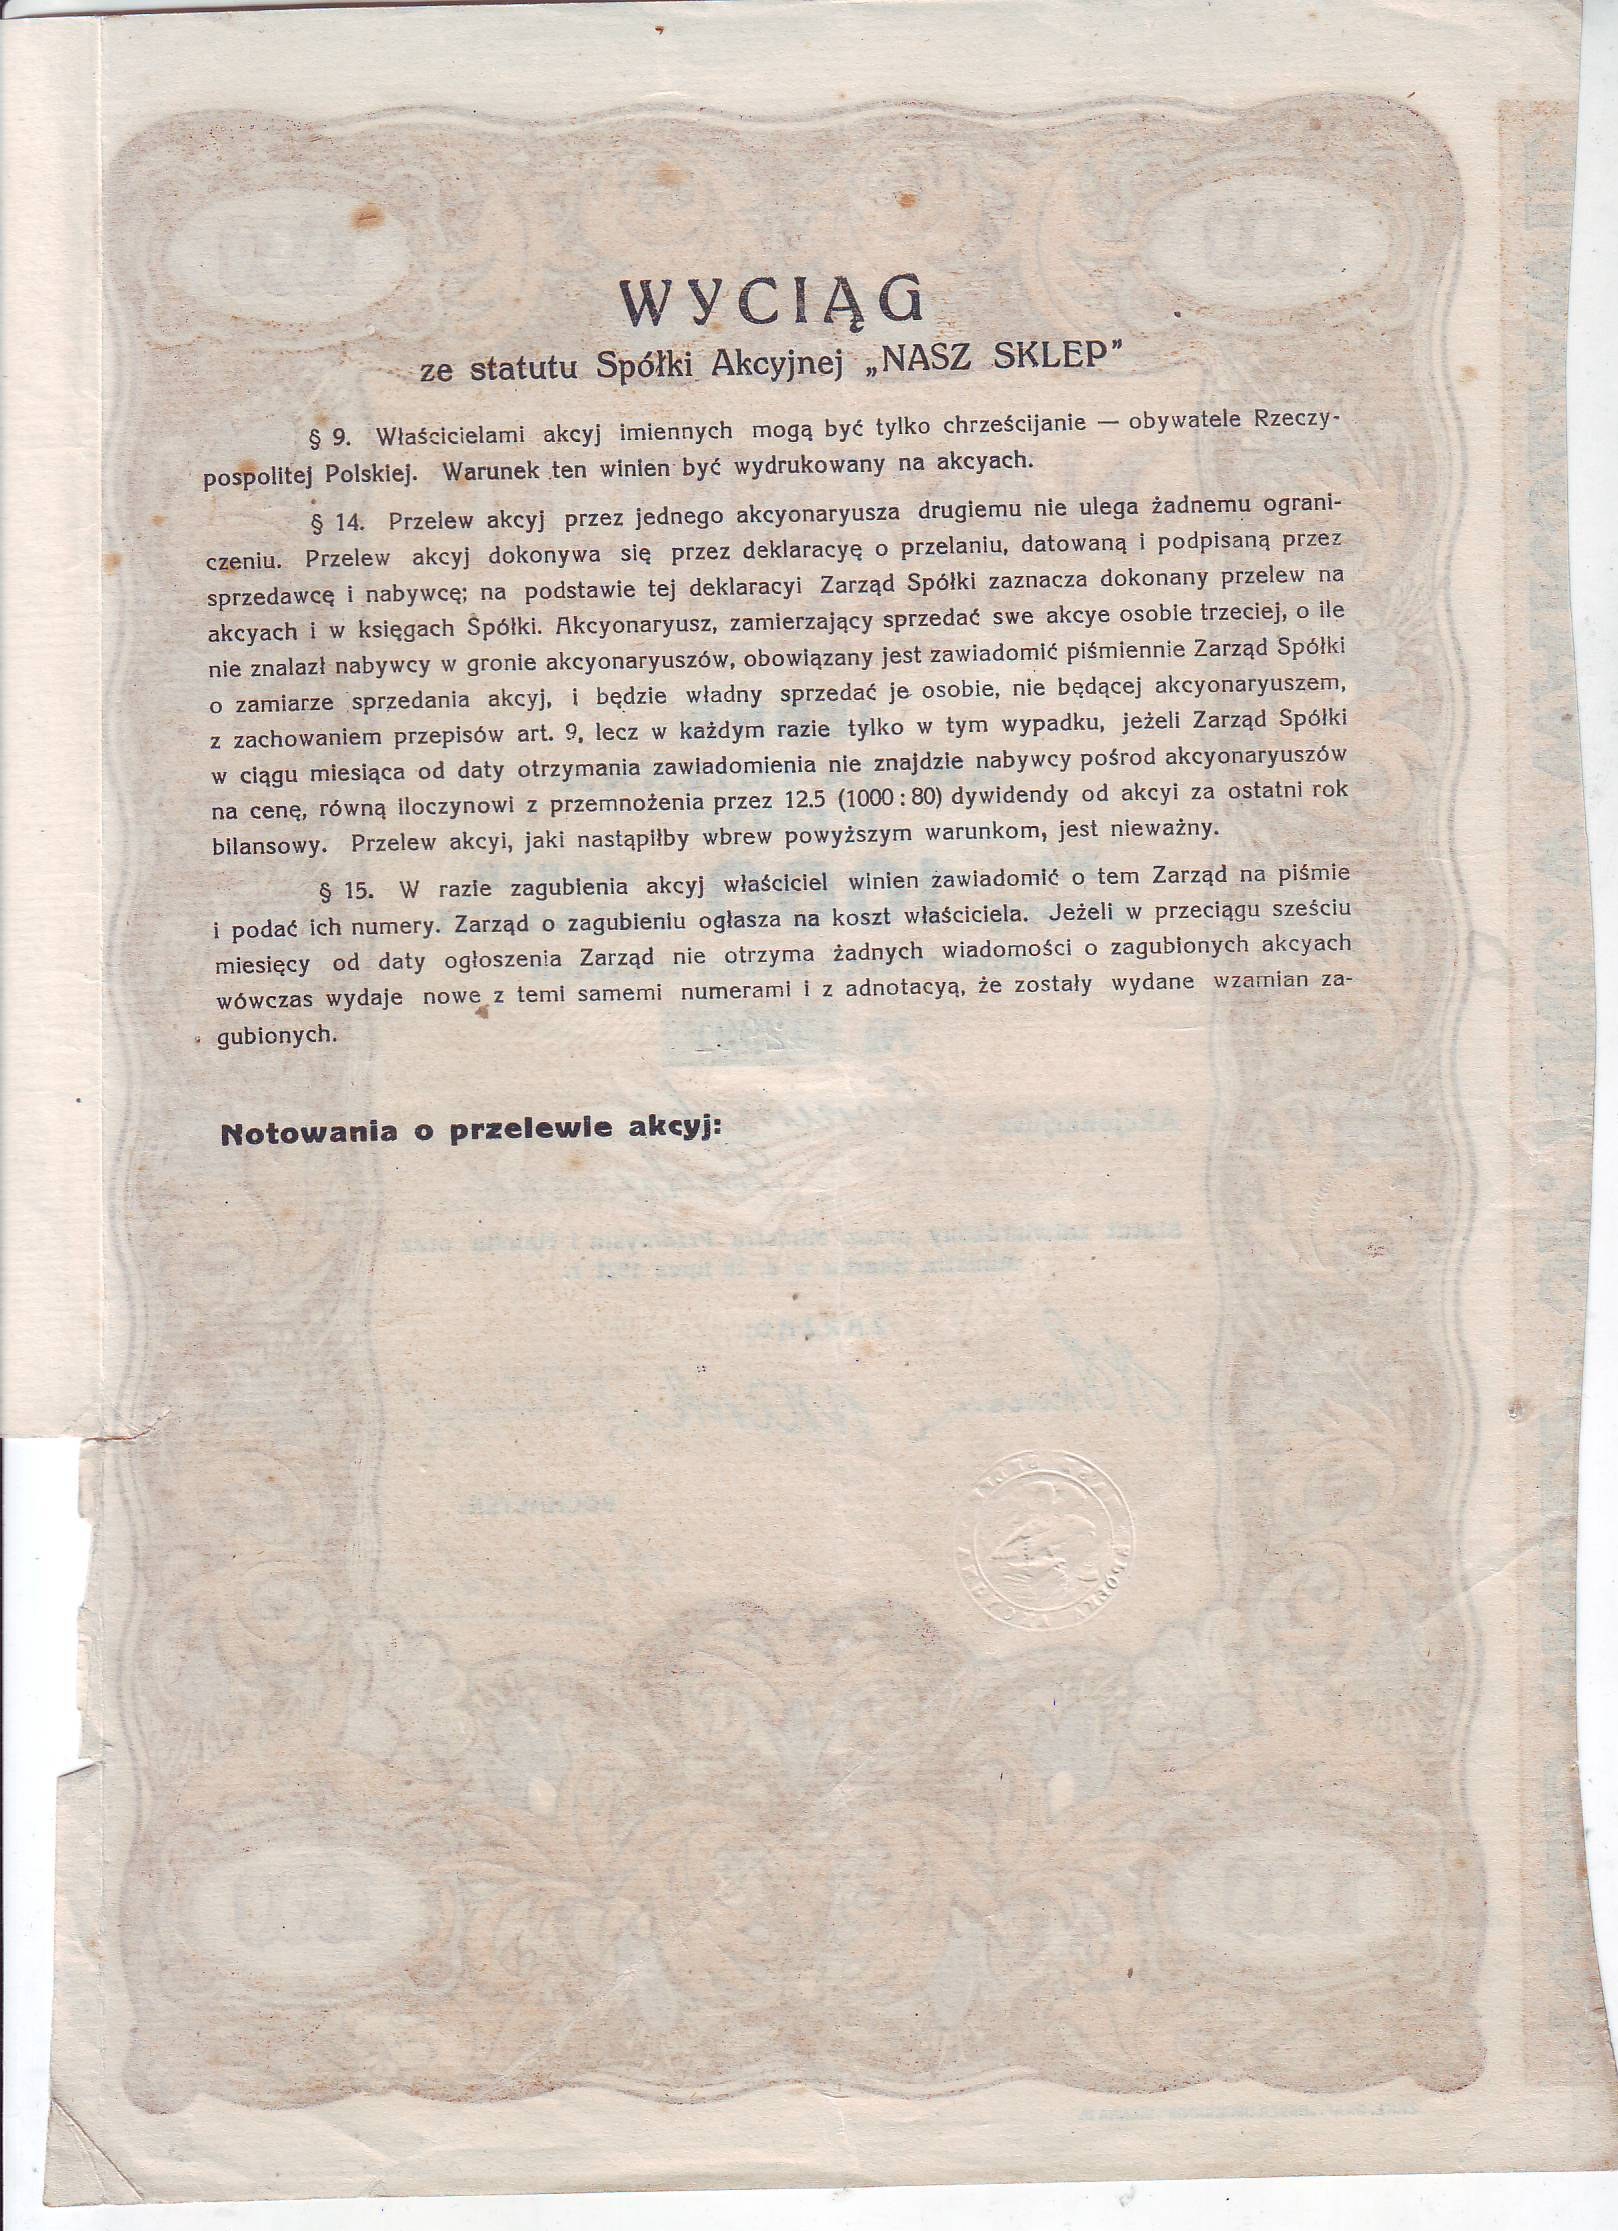 WYCIĄG
ze statutu Spółki Akcyjnej „NASZ SKLEP”
§ 9. Właścicielami akcyj imiennych mogą być tylko chrześcijanie — obywatele Rzeczy-
pospolitej Polskiej. Warunek ten winien być wydrukowany na akcyach.
§ 14. Przelew akcyj przez jednego akcyonaryusza drugiemu nie ulega żadnemu ograni-
czeniu. Przelew akcyj dokonywa się przez deklaracyę o przelaniu, datowaną i podpisaną przez
sprzedawcę i nabywcę; na podstawie tej deklaracyi Zarząd Spółki zaznacza dokonany przelew na
akcyach i w księgach Spółki. Akcyonaryusz, zamierzający sprzedać swe akcye osobie trzeciej, o ile
nie znalazł nabywcy w gronie akcyonaryuszów, obowiązany jest zawiadomić piśmiennie Zarząd Spółki
o zamiarze sprzedania akcyj, i będzie władny sprzedać je osobie, nie będącej akcyonaryuszem,
z zachowaniem przepisów art. 9, lecz w każdym razie tylko w tym wypadku, jeżeli Zarząd Spółki
w ciągu miesiąca od daty otrzymania zawiadomienia nie znajdzie nabywcy pośrod akcyonaryuszów
na cenę, równą iloczynowi z przemnożenia przez 12.5 (1000 : 80) dywidendy od akcyi za ostatni rok
bilansowy. Przelew akcyi, jaki nastąpiłby wbrew powyższym warunkom, jest nieważny.
§ 15. W razie zagubienia akcyj właściciel winien zawiadomić o tem Zarząd na piśmie
i podać ich numery. Zarząd o zagubieniu ogłasza na koszt właściciela. Jeżeli w przeciągu sześciu
miesięcy od daty ogłoszenia Zarząd nie otrzyma żadnych wiadomości o zagubionych akcyach
wówczas wydaje nowe z temi samemi numerami i z adnotacyą, że zostały wydane wzamian za-
gubionych.
Notowania o przelewie akcyj: